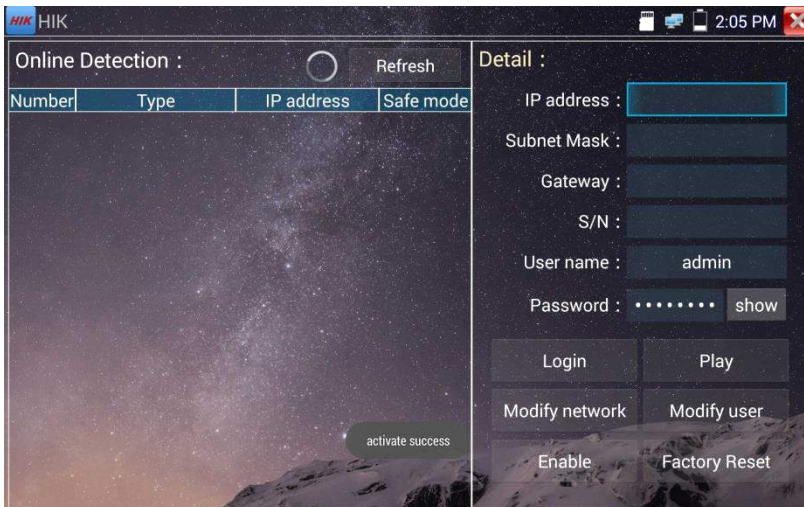 HIK HIK
2:05 PM
Online Detection :
Refresh
Number Type IP address Safe mode
activate success
Detail :
IP address :
Subnet Mask :
Gateway :
S/N :
User name : admin
Password : •••••••• show
Login Play
Modify network Modify user
Enable Factory Reset